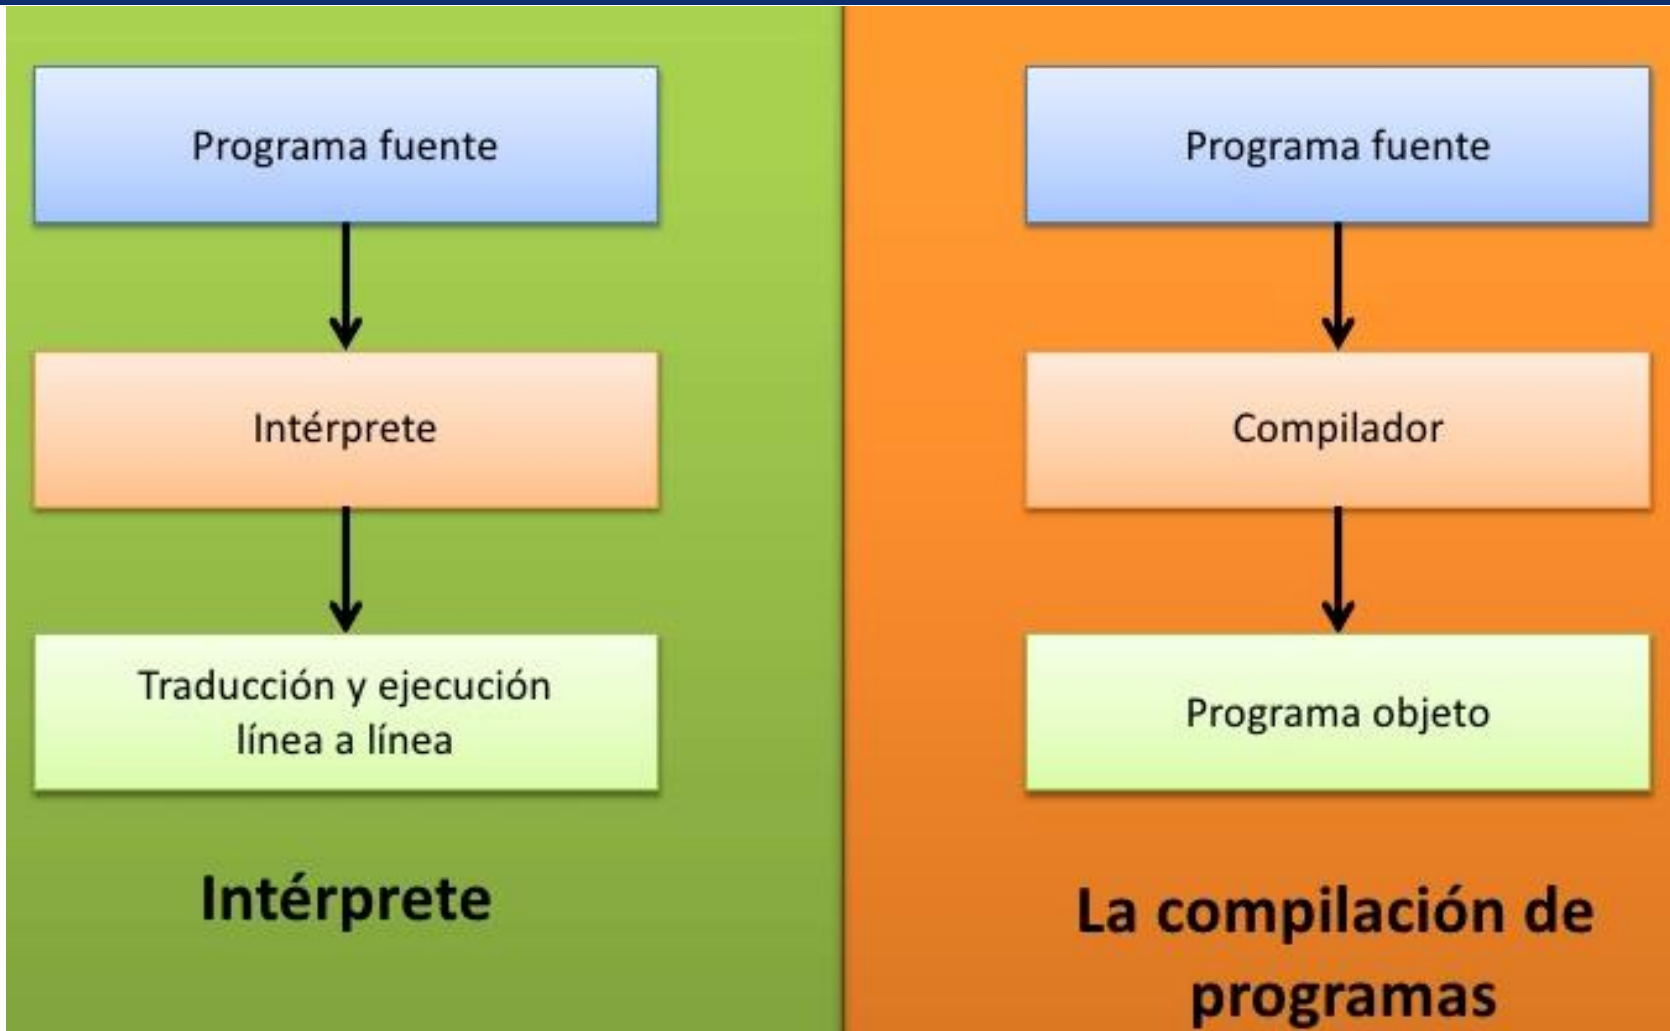 Programa fuente
Intérprete
Traducción y ejecución
línea a línea
Intérprete
Programa fuente
Compilador
Programa objeto
La compilación de
programas